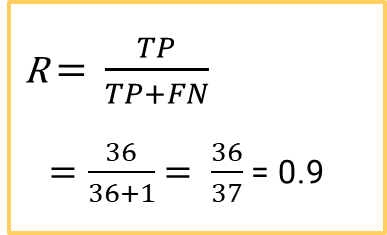 R = TP / TP+FN
= 36 / 36+1 = 36 / 37 = 0.9